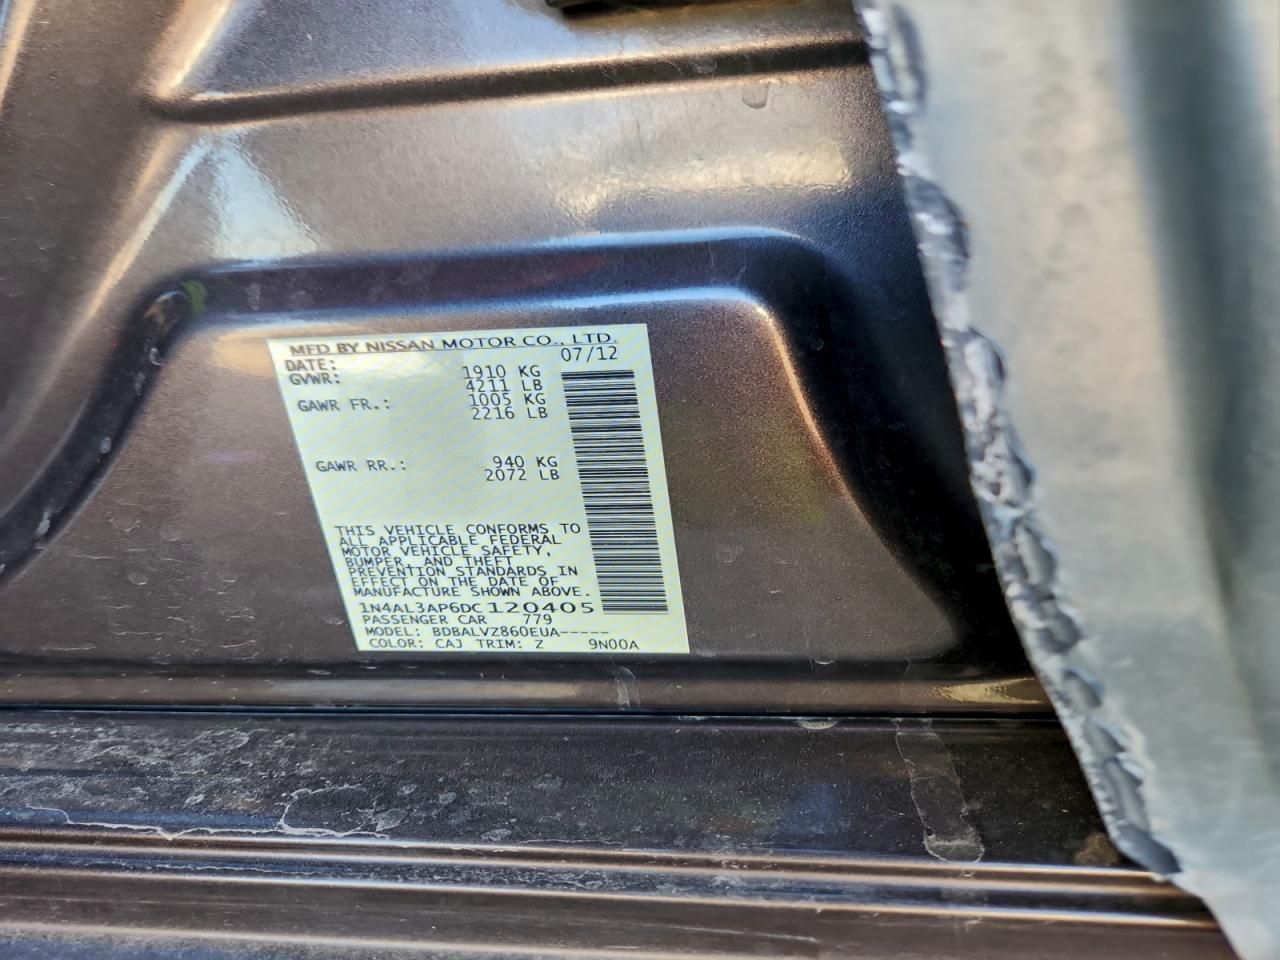 MFD BY NISSAN MOTOR CO., LTD.
DATE: 07/12
GVWR: 1910 KG
4211 LB
GAWR FR.: 1005 KG
2216 LB
GAWR RR.: 940 KG
2072 LB
THIS VEHICLE CONFORMS TO
ALL APPLICABLE FEDERAL
MOTOR VEHICLE SAFETY,
BUMPER, AND THEFT
PREVENTION STANDARDS IN
EFFECT ON THE DATE OF
MANUFACTURE SHOWN ABOVE.
1N4AL3AP6DC120405
PASSENGER CAR 779
MODEL: BDBALVZ860EUA-----
COLOR: CAJ TRIM: Z 9N00A